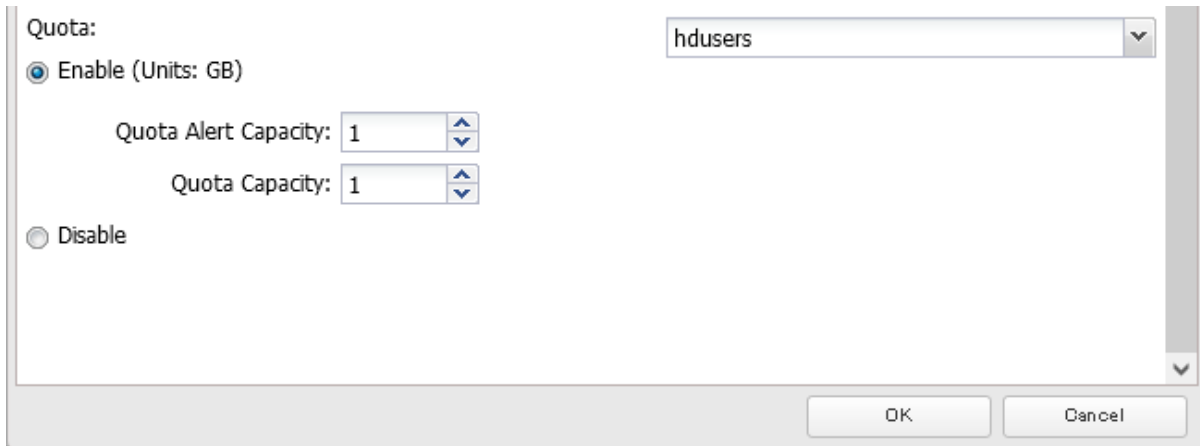 Quota:
hdusers
Enable (Units: GB)
Quota Alert Capacity: 1
Quota Capacity: 1
Disable
OK
Cancel